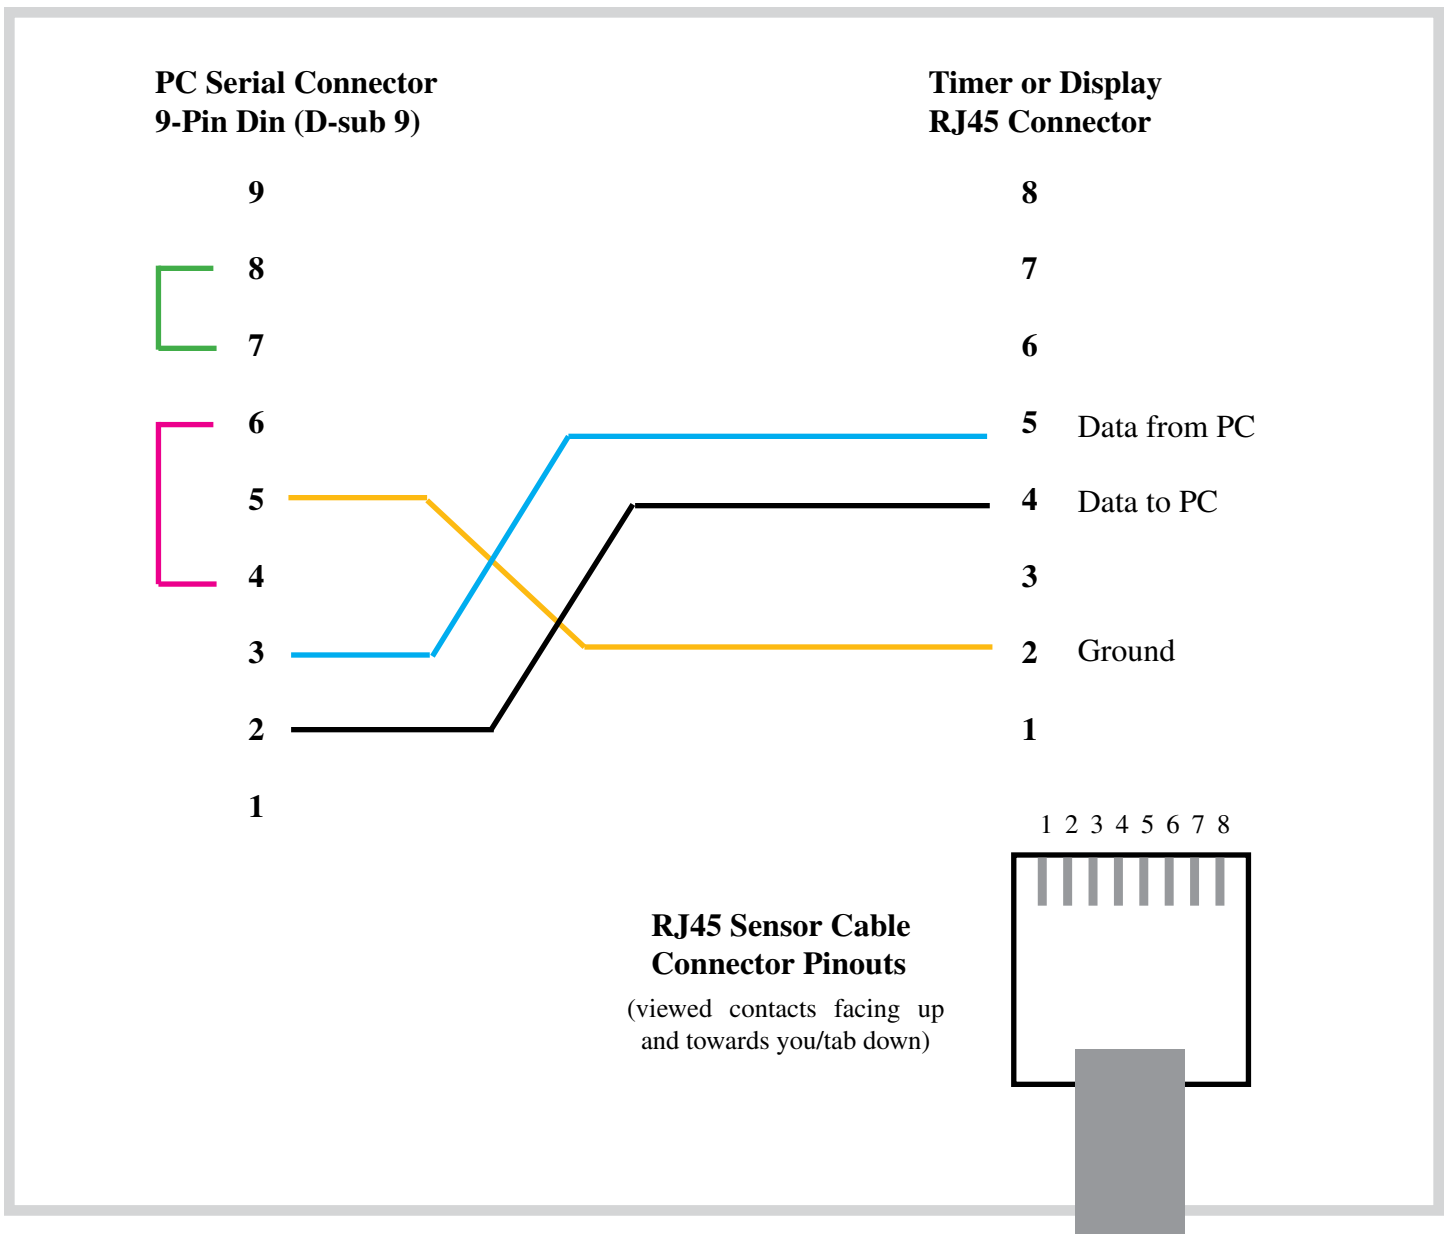 PC Serial Connector
9-Pin Din (D-sub 9)
9
8
7
6
5
4
3
2
1
Timer or Display
RJ45 Connector
8
7
6
5 Data from PC
4 Data to PC
3
2 Ground
1
1 2 3 4 5 6 7 8
RJ45 Sensor Cable
Connector Pinouts
(viewed contacts facing up
and towards you/tab down)